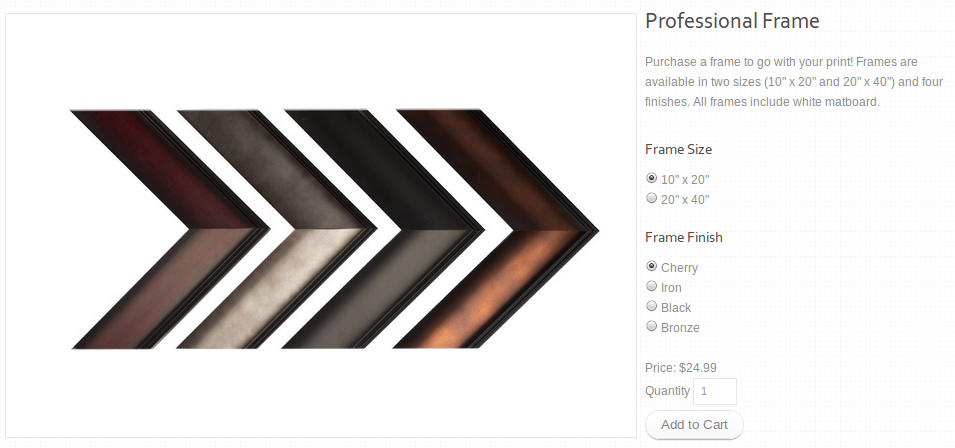 Professional Frame
Purchase a frame to go with your print! Frames are
available in two sizes (10" x 20" and 20" x 40") and four
finishes. All frames include white matboard.
Frame Size
10" x 20"
20" x 40"
Frame Finish
Cherry
Iron
Black
Bronze
Price: $24.99
Quantity 1
Add to Cart